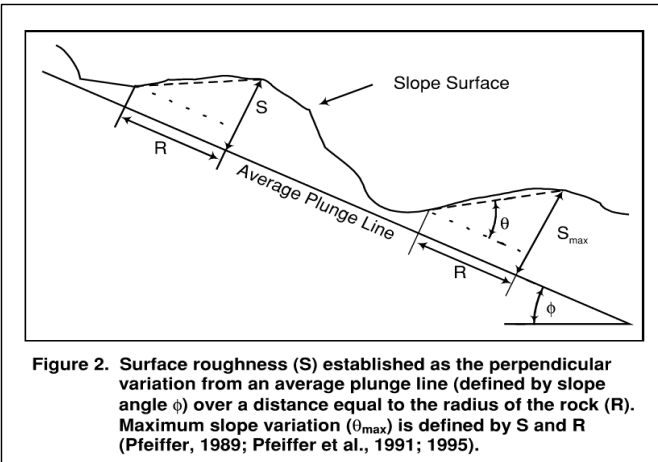 Slope Surface
S
R
Average Plunge Line
θ
S max
R
ϕ
Figure 2. Surface roughness (S) established as the perpendicular
variation from an average plunge line (defined by slope
angle ϕ) over a distance equal to the radius of the rock (R).
Maximum slope variation (θmax) is defined by S and R
(Pfeiffer, 1989; Pfeiffer et al., 1991; 1995).